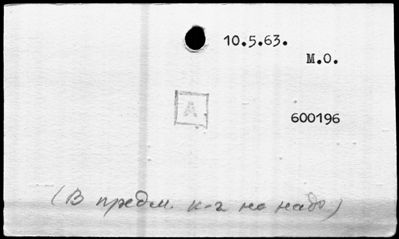 10.5.63.
М.О.
А
600196
(В предм. к-г не надо)